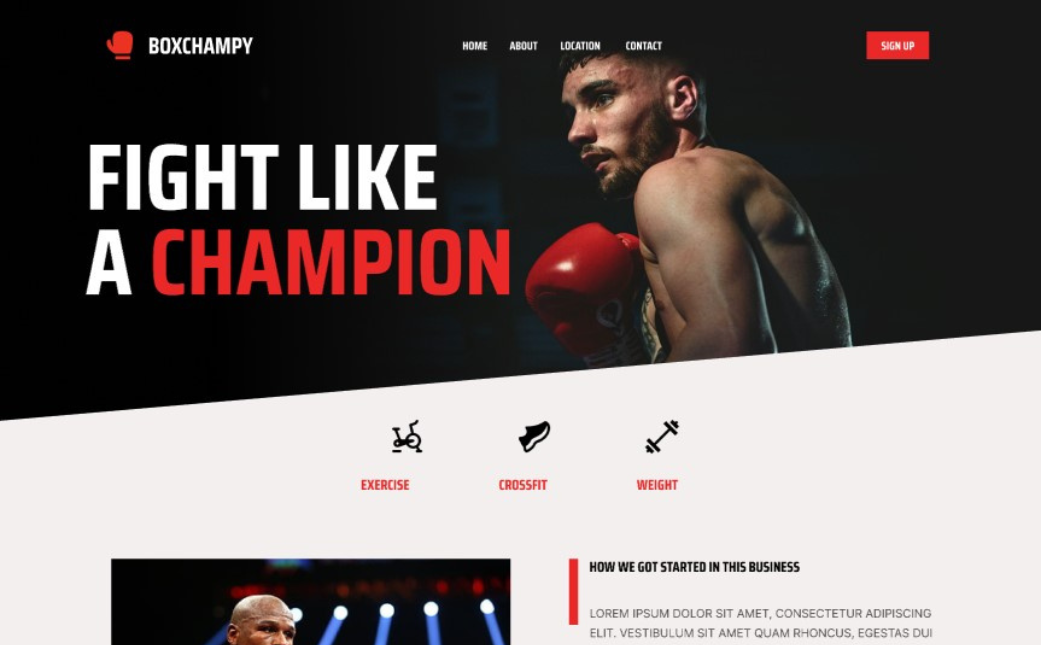 BOXCHAMPY
HOME ABOUT LOCATION CONTACT
SIGN UP
FIGHT LIKE
A CHAMPION
EXERCISE CROSSFIT WEIGHT
HOW WE GOT STARTED IN THIS BUSINESS
LOREM IPSUM DOLOR SIT AMET, CONSECTETUR ADIPISCING
ELIT. VESTIBULUM SIT AMET QUAM RHONCUS, EGESTAS DUI